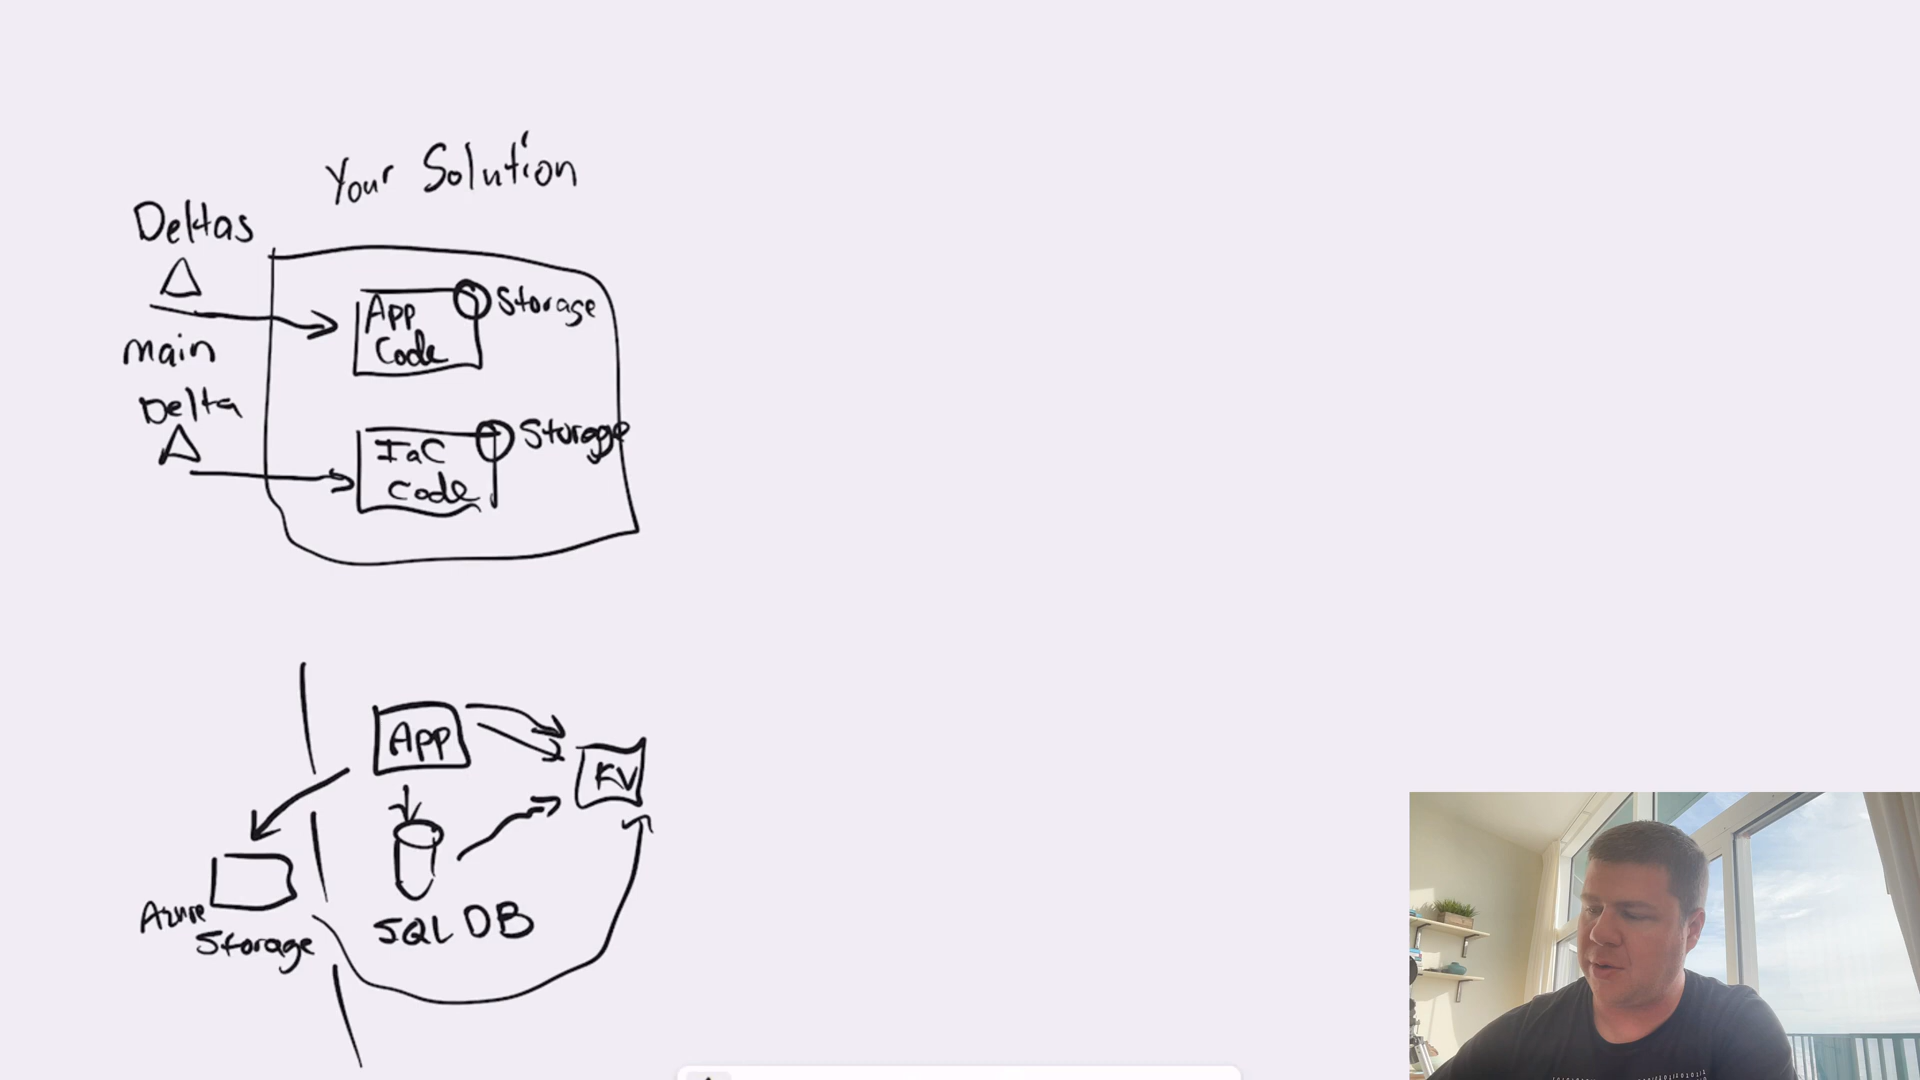 Your Solution
Deltas
App
Code
Storage
main
Delta
IaC
Code
Storage
App
KV
SQL DB
Azure
Storage